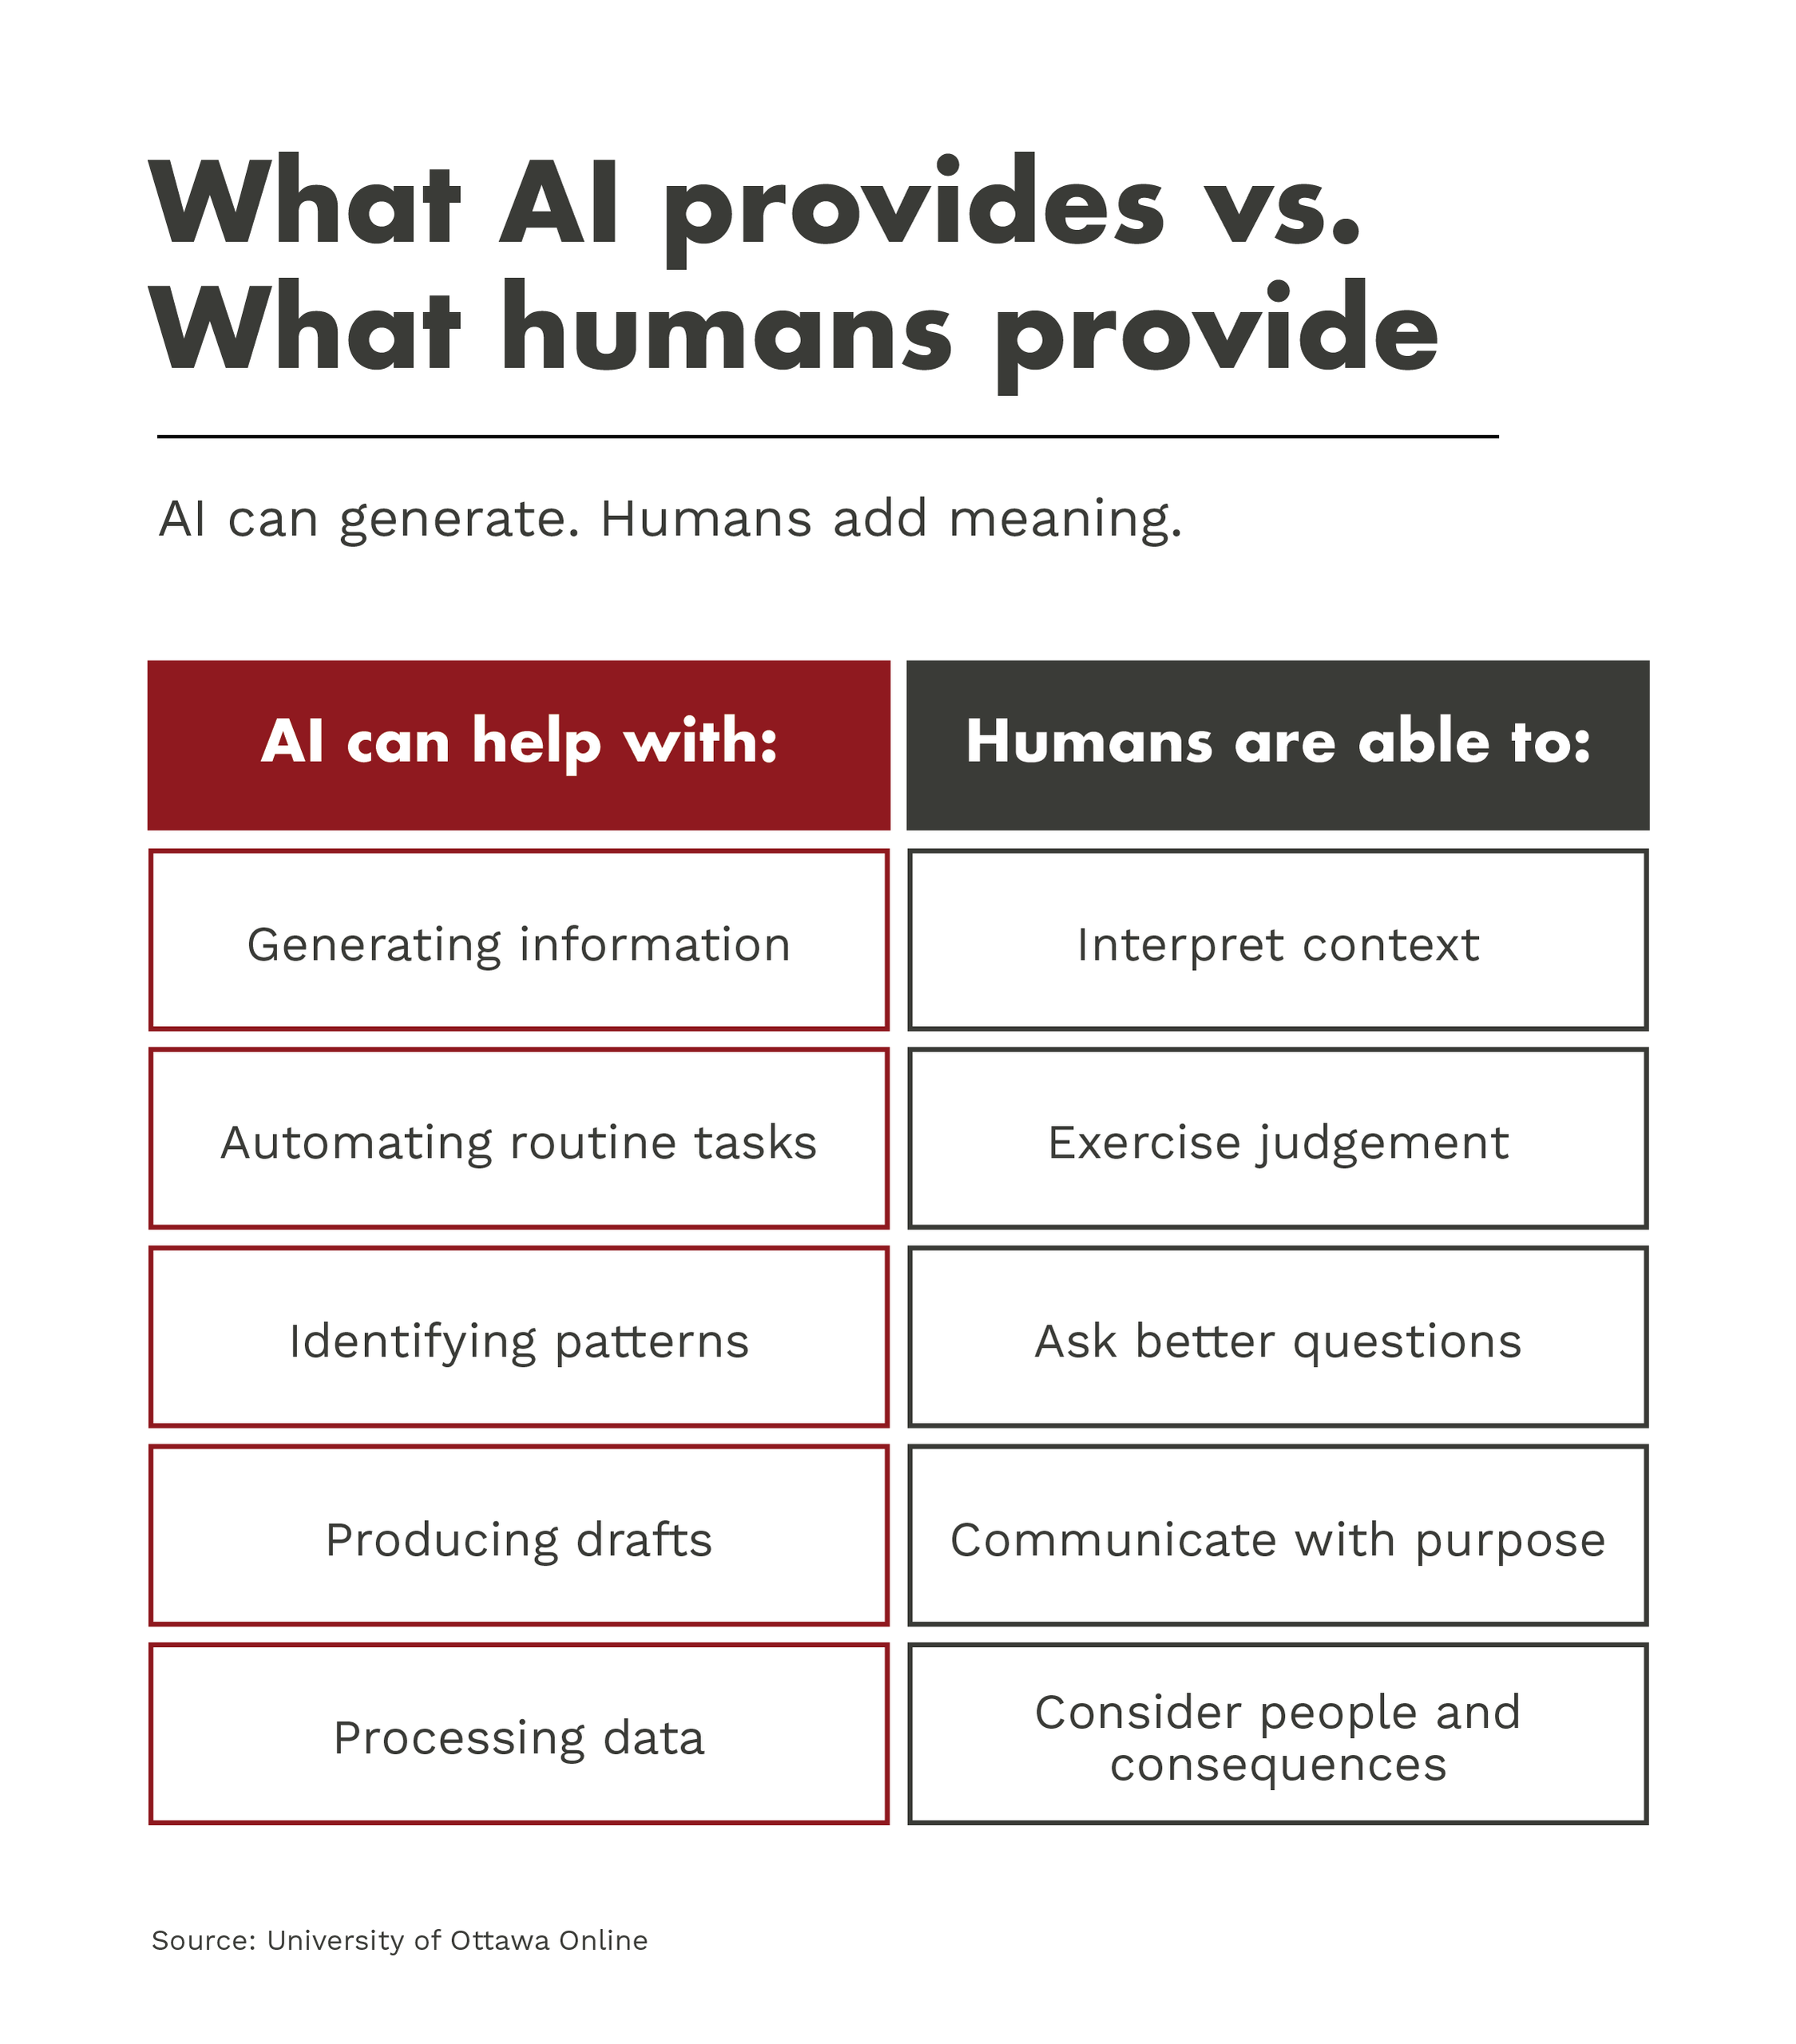 What AI provides vs.
What humans provide
AI can generate. Humans add meaning.
AI can help with:
Humans are able to:
Generating information
Interpret context
Automating routine tasks
Exercise judgement
Identifying patterns
Ask better questions
Producing drafts
Communicate with purpose
Processing data
Consider people and
consequences
Source: University of Ottawa Online